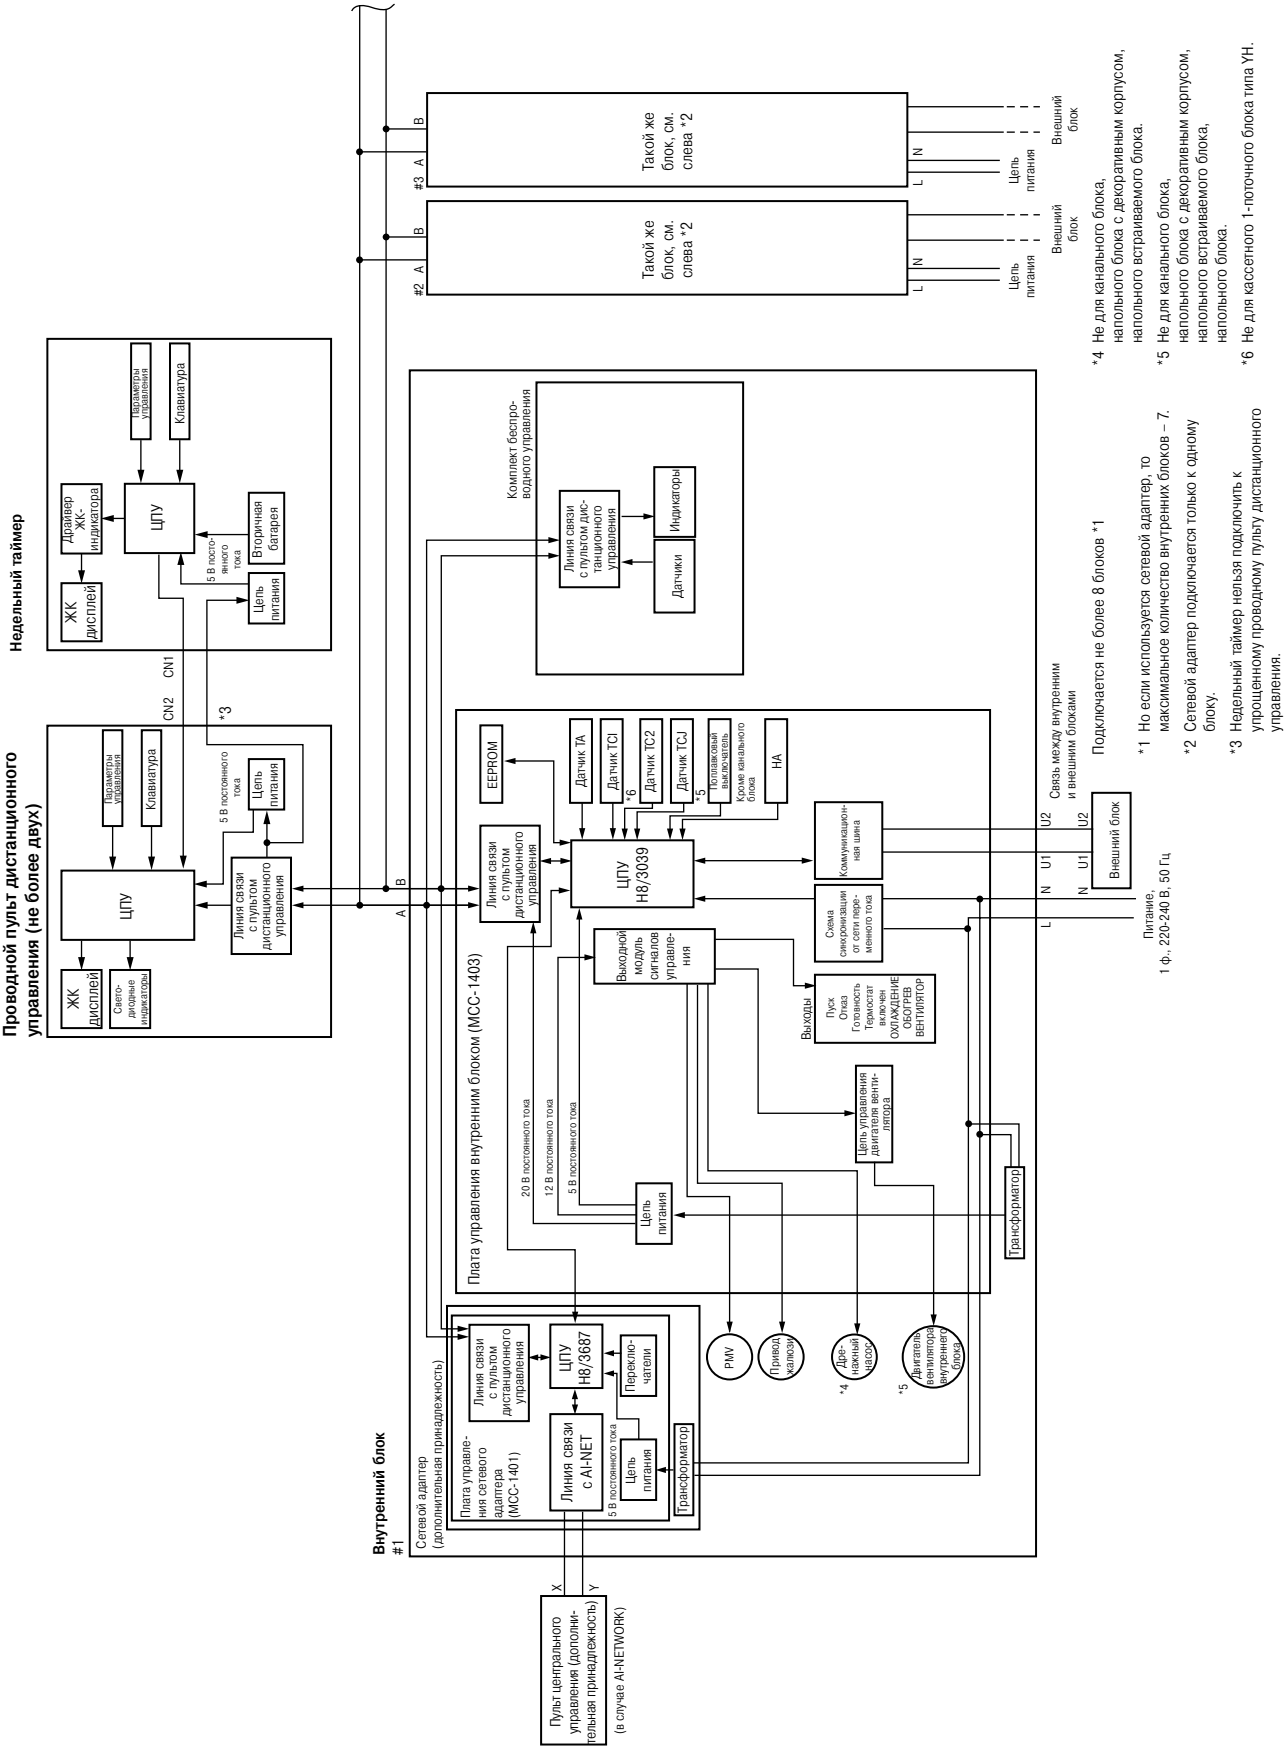 Проводной пульт дистанционного
управления (не более двух)
ЖК
дисплей
Свето-
диодные
индикаторы
ЦПУ
Параметры
управления
Клавиатура
5 В постоянного
тока
Цепь
питания
Линия связи
с пультом
дистанционного
управления
CN2
CN1
*3
Недельный таймер
ЖК
дисплей
Драйвер
ЖК-
индикатора
ЦПУ
Параметры
управления
Клавиатура
5 В посто-
янного
тока
Вторичная
батарея
Цепь
питания
A
B
Внутренний блок
#1
Сетевой адаптер
(дополнительная принадлежность)
Плата управле-
ния сетевого
адаптера
(MCC-1401)
Линия связи
с пультом
дистанционного
управления
ЦПУ
H8/3687
Линия связи
с AI-NET
Переклю-
чатели
5 В постоянного тока
Цепь
питания
Трансформатор
X
Y
Пульт центрального
управления (дополни-
тельная принадлежность)
(в случае AI-NETWORK)
Плата управления внутренним блоком (MCC-1403)
20 В постоянного тока
12 В постоянного тока
5 В постоянного тока
Цепь
питания
Линия связи
с пультом
дистанционного
управления
EEPROM
ЦПУ
H8/3039
Датчик TA
Датчик TCI
*6
Датчик TC2
Датчик TCJ
*5
Поплавковый
выключатель
Кроме канального
блока
HA
Выходной
модуль
сигналов
управле-
ния
Коммуникацион-
ная шина
Схема
синхронизации
от сети пере-
менного тока
Выходы
Пуск
Отказ
Готовность
Термостат
включен
ОХЛАЖДЕНИЕ
ОБОГРЕВ
ВЕНТИЛЯТОР
Цепь управления
двигателя венти-
лятора
Трансформатор
PMV
Привод
жалюзи
*4
Дре-
нажный
насос
*5
Двигатель
вентилятора
внутреннего
блока
Комплект беспро-
водного управления
Линия связи
с пультом дис-
танционного
управления
Датчики
Индикаторы
L
N
U1
U2
N
U1
U2
Связь между внутренним
и внешним блоками
Внешний блок
Питание,
1 ф., 220-240 В, 50 Гц
#2
A
B
Такой же
блок, см.
слева *2
L
N
Цепь
питания
Внешний
блок
#3
A
B
Такой же
блок, см.
слева *2
L
N
Цепь
питания
Внешний
блок
Подключается не более 8 блоков *1
*1 Но если используется сетевой адаптер, то
максимальное количество внутренних блоков – 7.
*2 Сетевой адаптер подключается только к одному
блоку.
*3 Недельный таймер нельзя подключить к
упрощенному проводному пульту дистанционного
управления.
*4 Не для канального блока,
напольного блока с декоративным корпусом,
напольного встраиваемого блока.
*5 Не для канального блока,
напольного блока с декоративным корпусом,
напольного встраиваемого блока,
напольного блока.
*6 Не для кассетного 1-поточного блока типа YH.